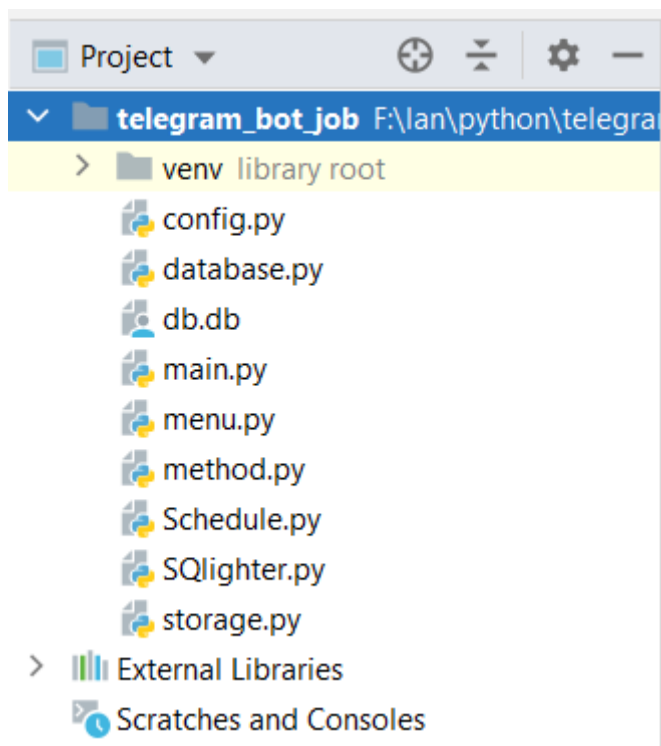 Project
telegram_bot_job F:\lan\python\telegra
venv library root
config.py
database.py
db.db
main.py
menu.py
method.py
Schedule.py
SQlighter.py
storage.py
External Libraries
Scratches and Consoles